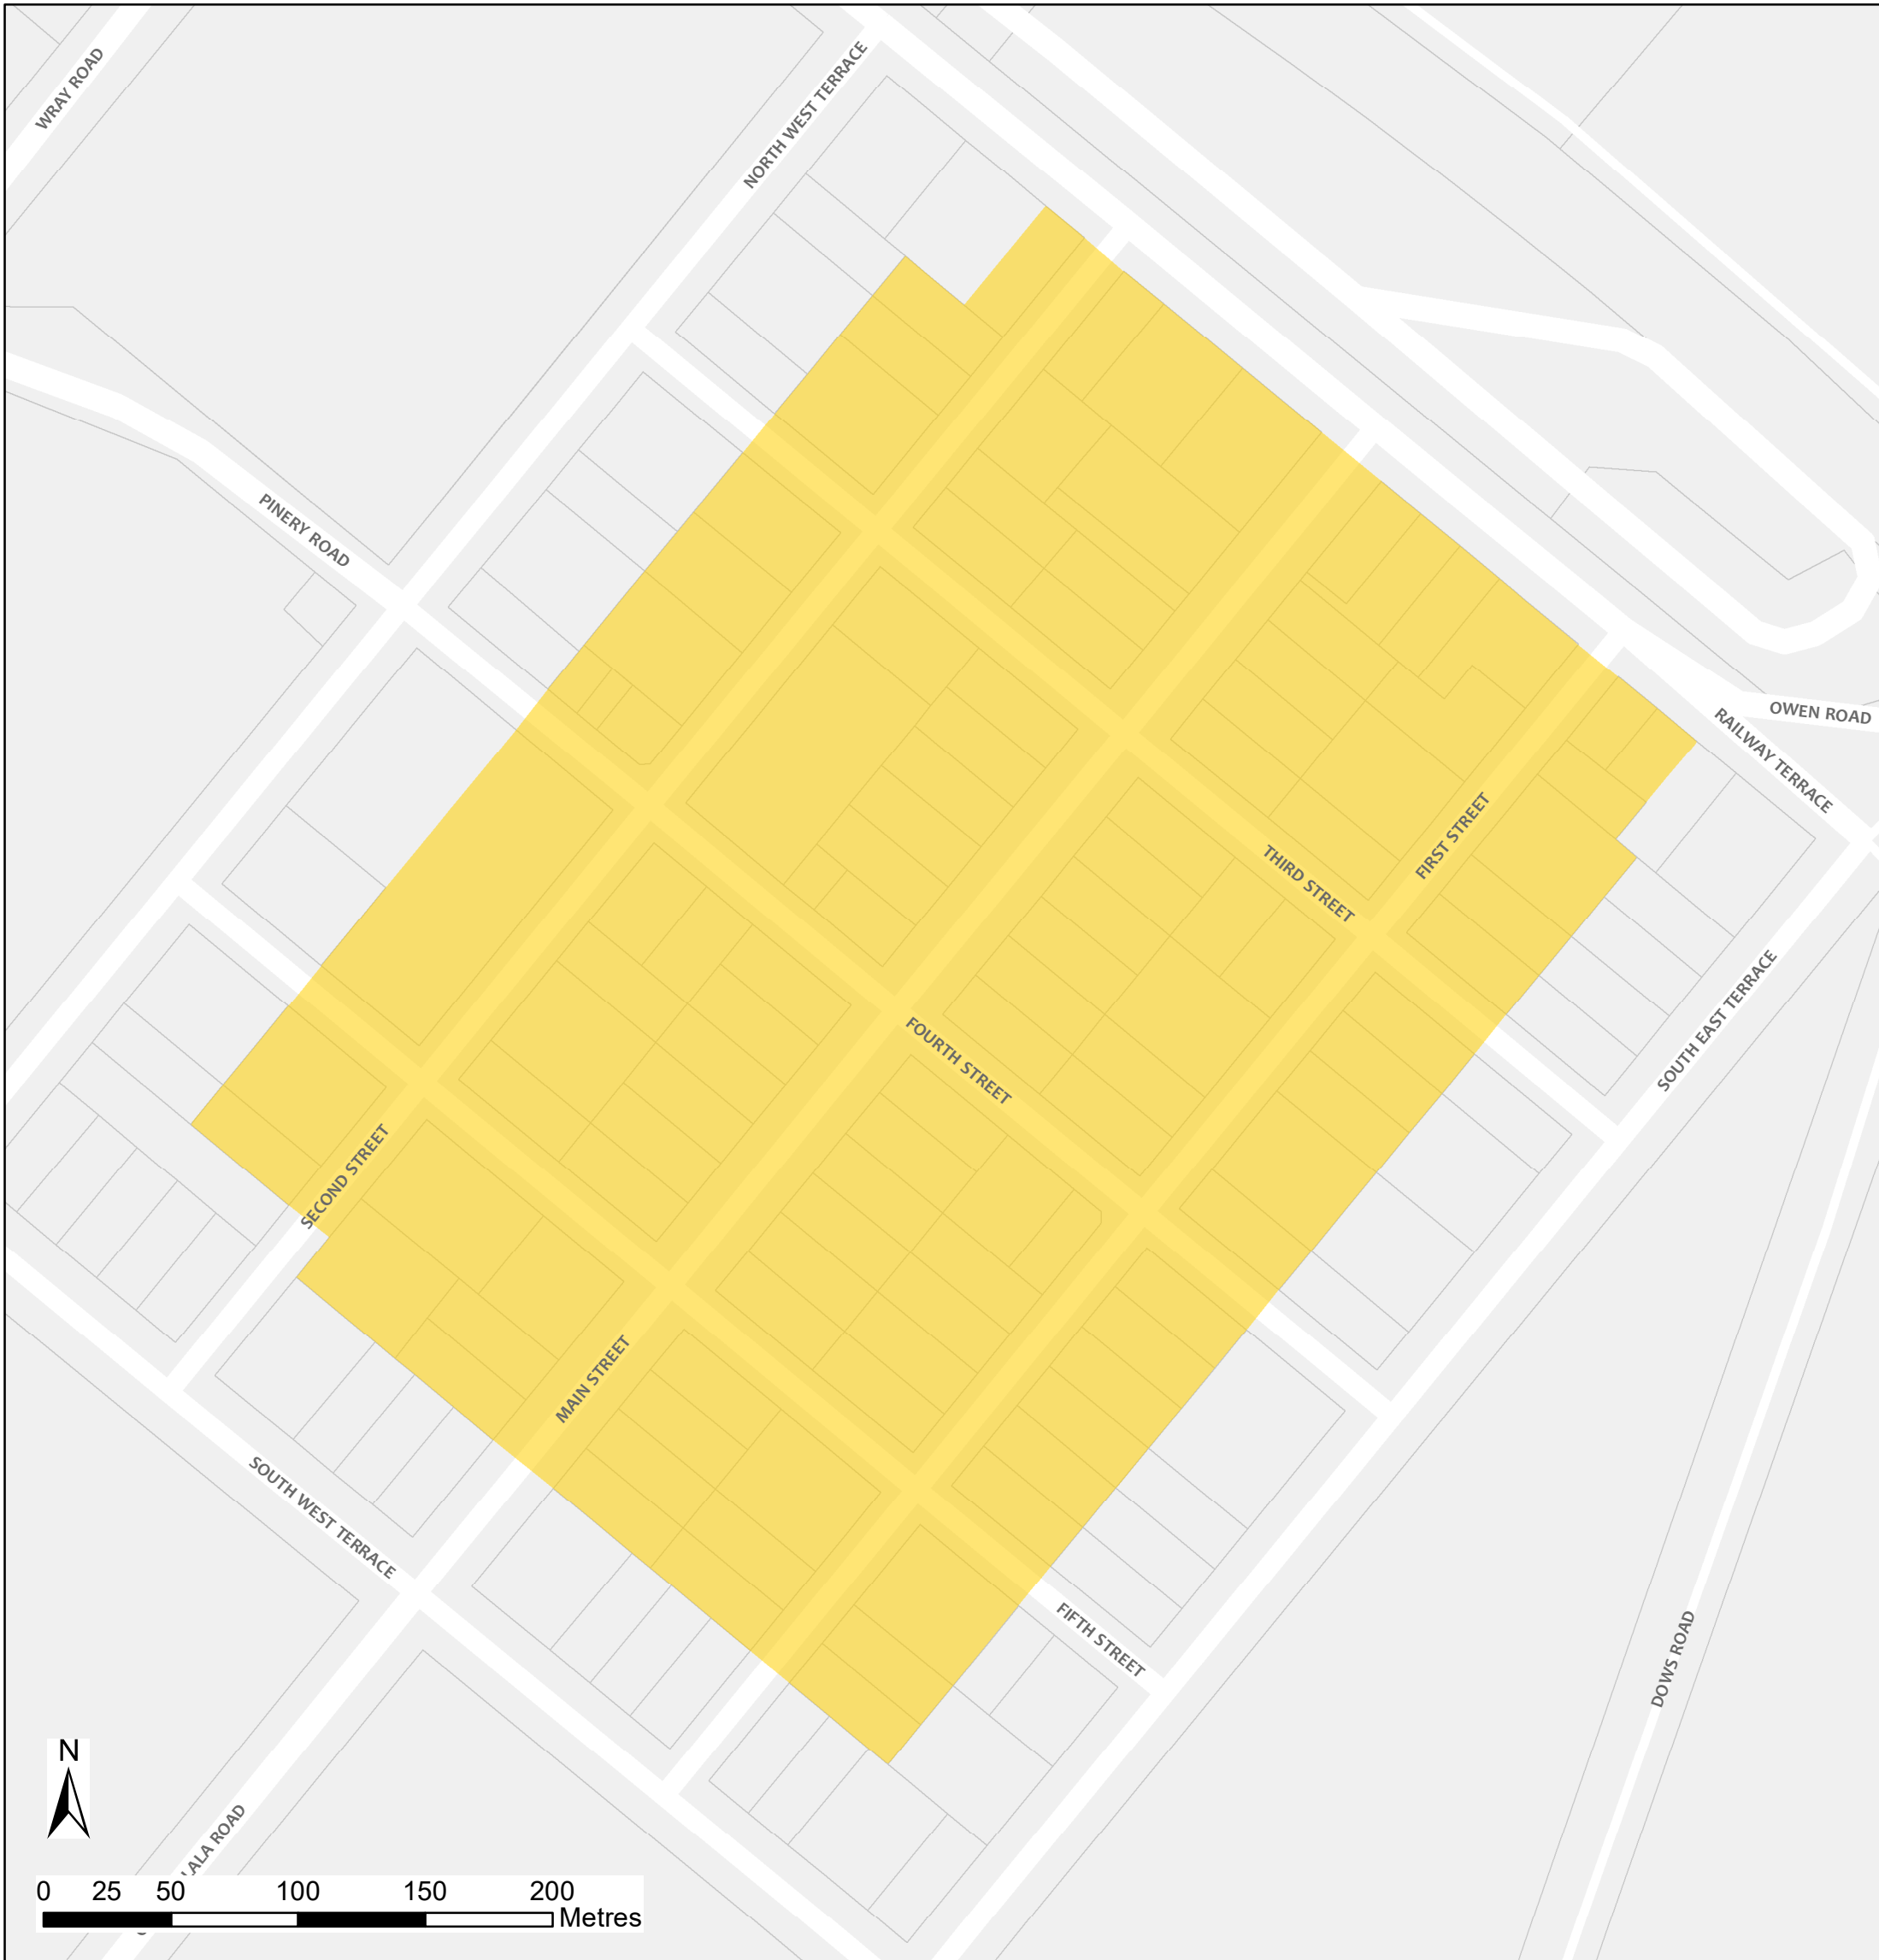 WRAY ROAD
NORTH WEST TERRACE
PINERY ROAD
OWEN ROAD
RAILWAY TERRACE
FIRST STREET
THIRD STREET
SOUTH EAST TERRACE
FOURTH STREET
SECOND STREET
MAIN STREET
SOUTH WEST TERRACE
FIFTH STREET
DOWS ROAD
ROAD
N
0 25 50 100 150 200
Metres